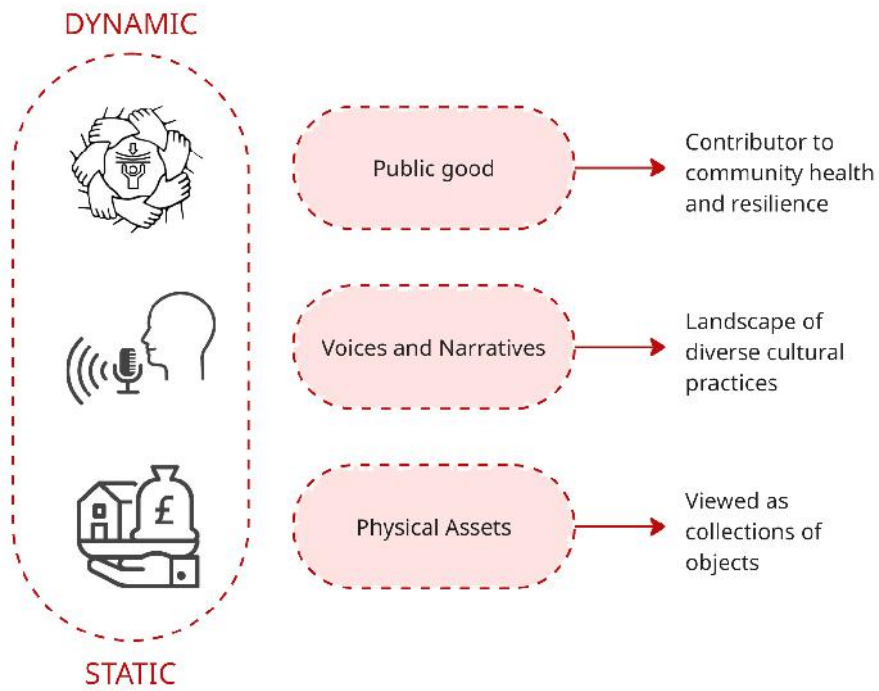 DYNAMIC
Public good
Contributor to
community health
and resilience
Voices and Narratives
Landscape of
diverse cultural
practices
£
Physical Assets
Viewed as
collections of
objects
STATIC